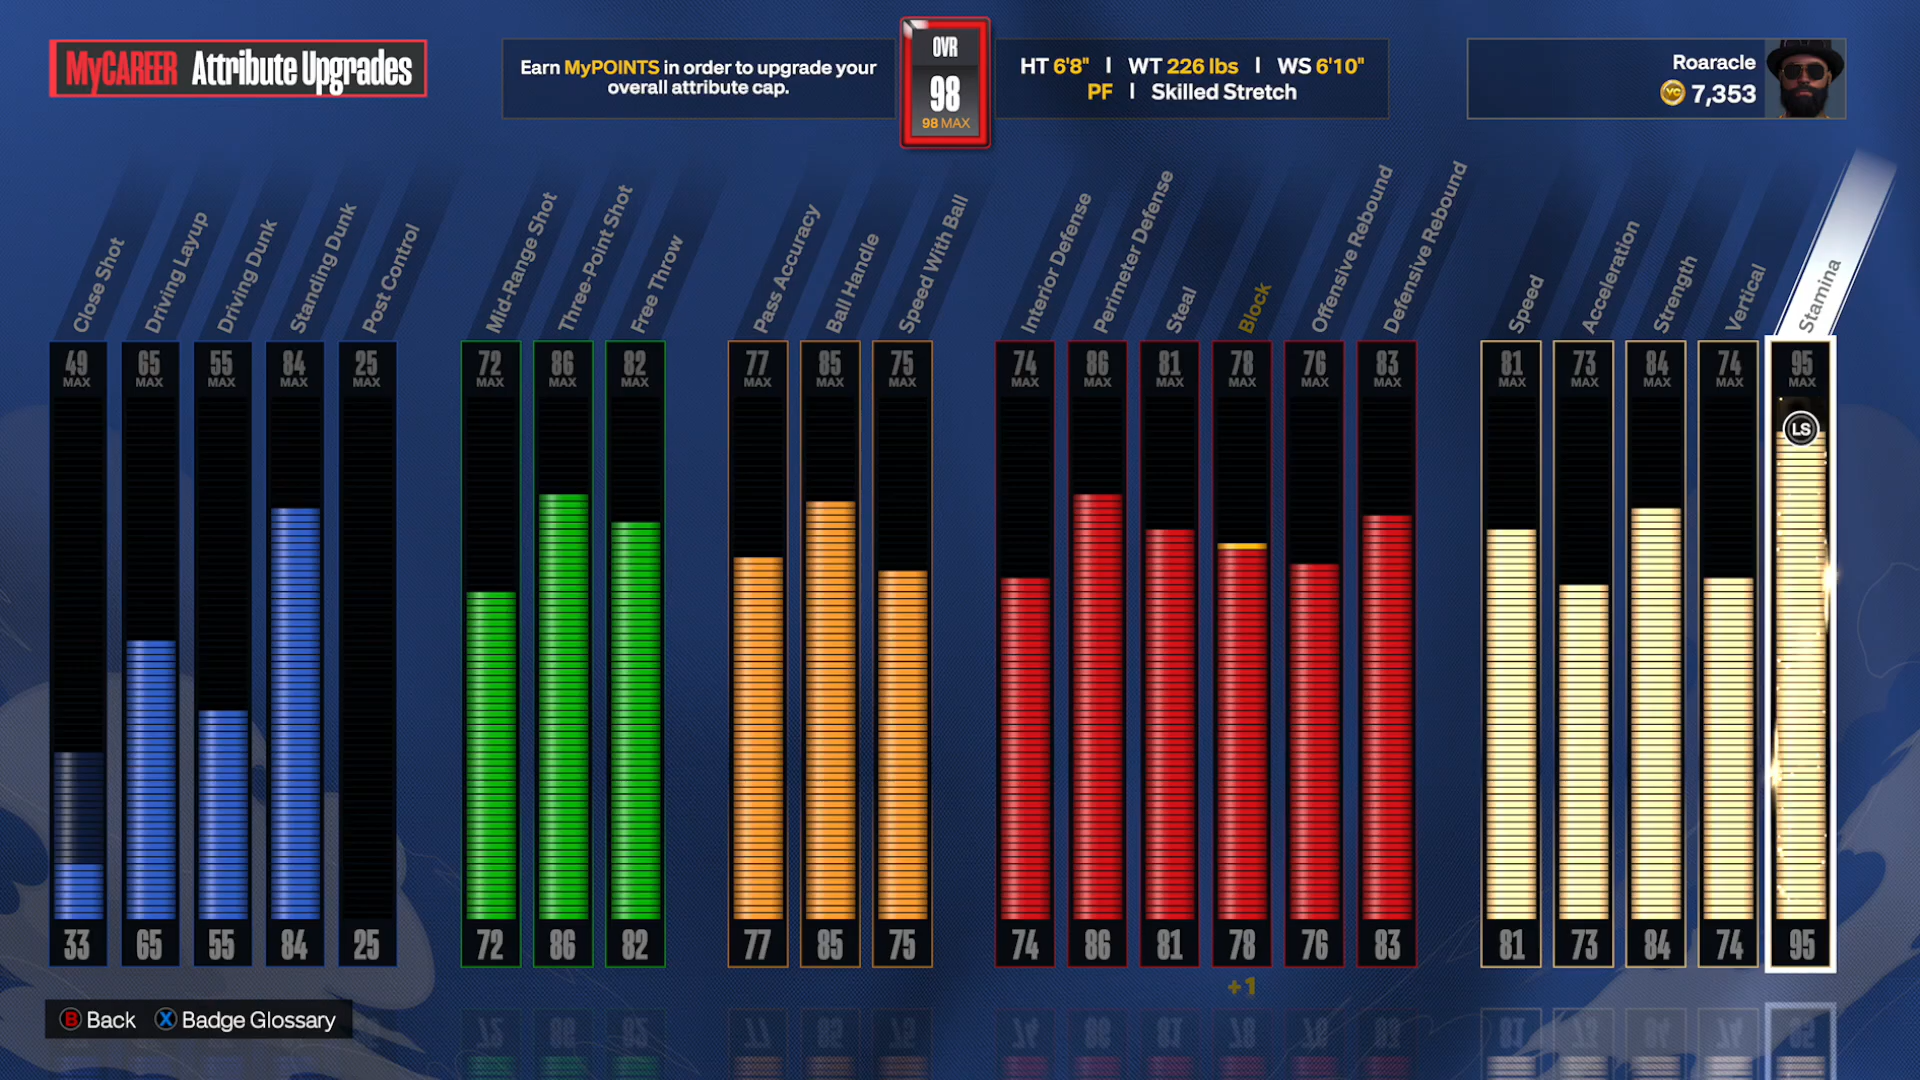 MyCAREER Attribute Upgrades
Earn MyPOINTS in order to upgrade your
overall attribute cap.
OVR
98
98 MAX
HT 6'8" | WT 226 lbs | WS 6'10"
PF | Skilled Stretch
Roaracle
VC 7,353
Close Shot
Driving Layup
Driving Dunk
Standing Dunk
Post Control
Mid-Range Shot
Three-Point Shot
Free Throw
Pass Accuracy
Ball Handle
Speed With Ball
Interior Defense
Perimeter Defense
Steal
Block
Offensive Rebound
Defensive Rebound
Speed
Acceleration
Strength
Vertical
Stamina
49 65 55 84 25 72 86 82 77 85 75 74 86 81 78 76 83 81 73 84 74 95
MAX MAX MAX MAX MAX MAX MAX MAX MAX MAX MAX MAX MAX MAX MAX MAX MAX MAX MAX MAX MAX MAX
LS
33 65 55 84 25 72 86 82 77 85 75 74 86 81 78 76 83 81 73 84 74 95
+1
B Back X Badge Glossary